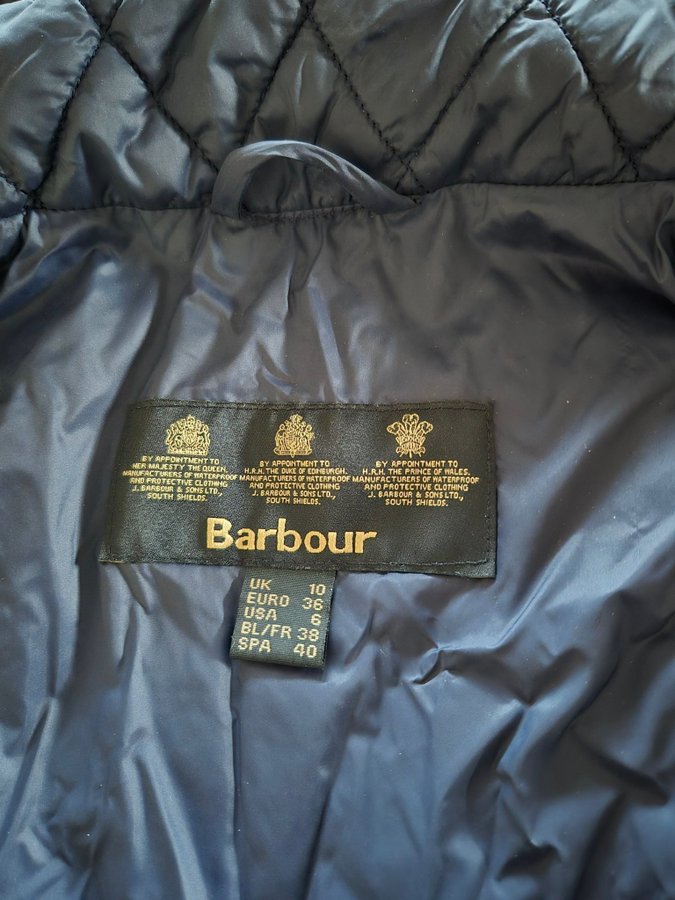 BY APPOINTMENT TO
HER MAJESTY THE QUEEN,
MANUFACTURERS OF WATERPROOF
AND PROTECTIVE CLOTHING
J. BARBOUR & SONS LTD.,
SOUTH SHIELDS.
BY APPOINTMENT TO
H.R.H. THE DUKE OF EDINBURGH,
MANUFACTURERS OF WATERPROOF
AND PROTECTIVE CLOTHING
J. BARBOUR & SONS LTD.,
SOUTH SHIELDS.
BY APPOINTMENT TO
H.R.H. THE PRINCE OF WALES,
MANUFACTURERS OF WATERPROOF
AND PROTECTIVE CLOTHING
J. BARBOUR & SONS LTD.,
SOUTH SHIELDS.
Barbour
UK 10
EURO 36
USA 6
BL/FR 38
SPA 40